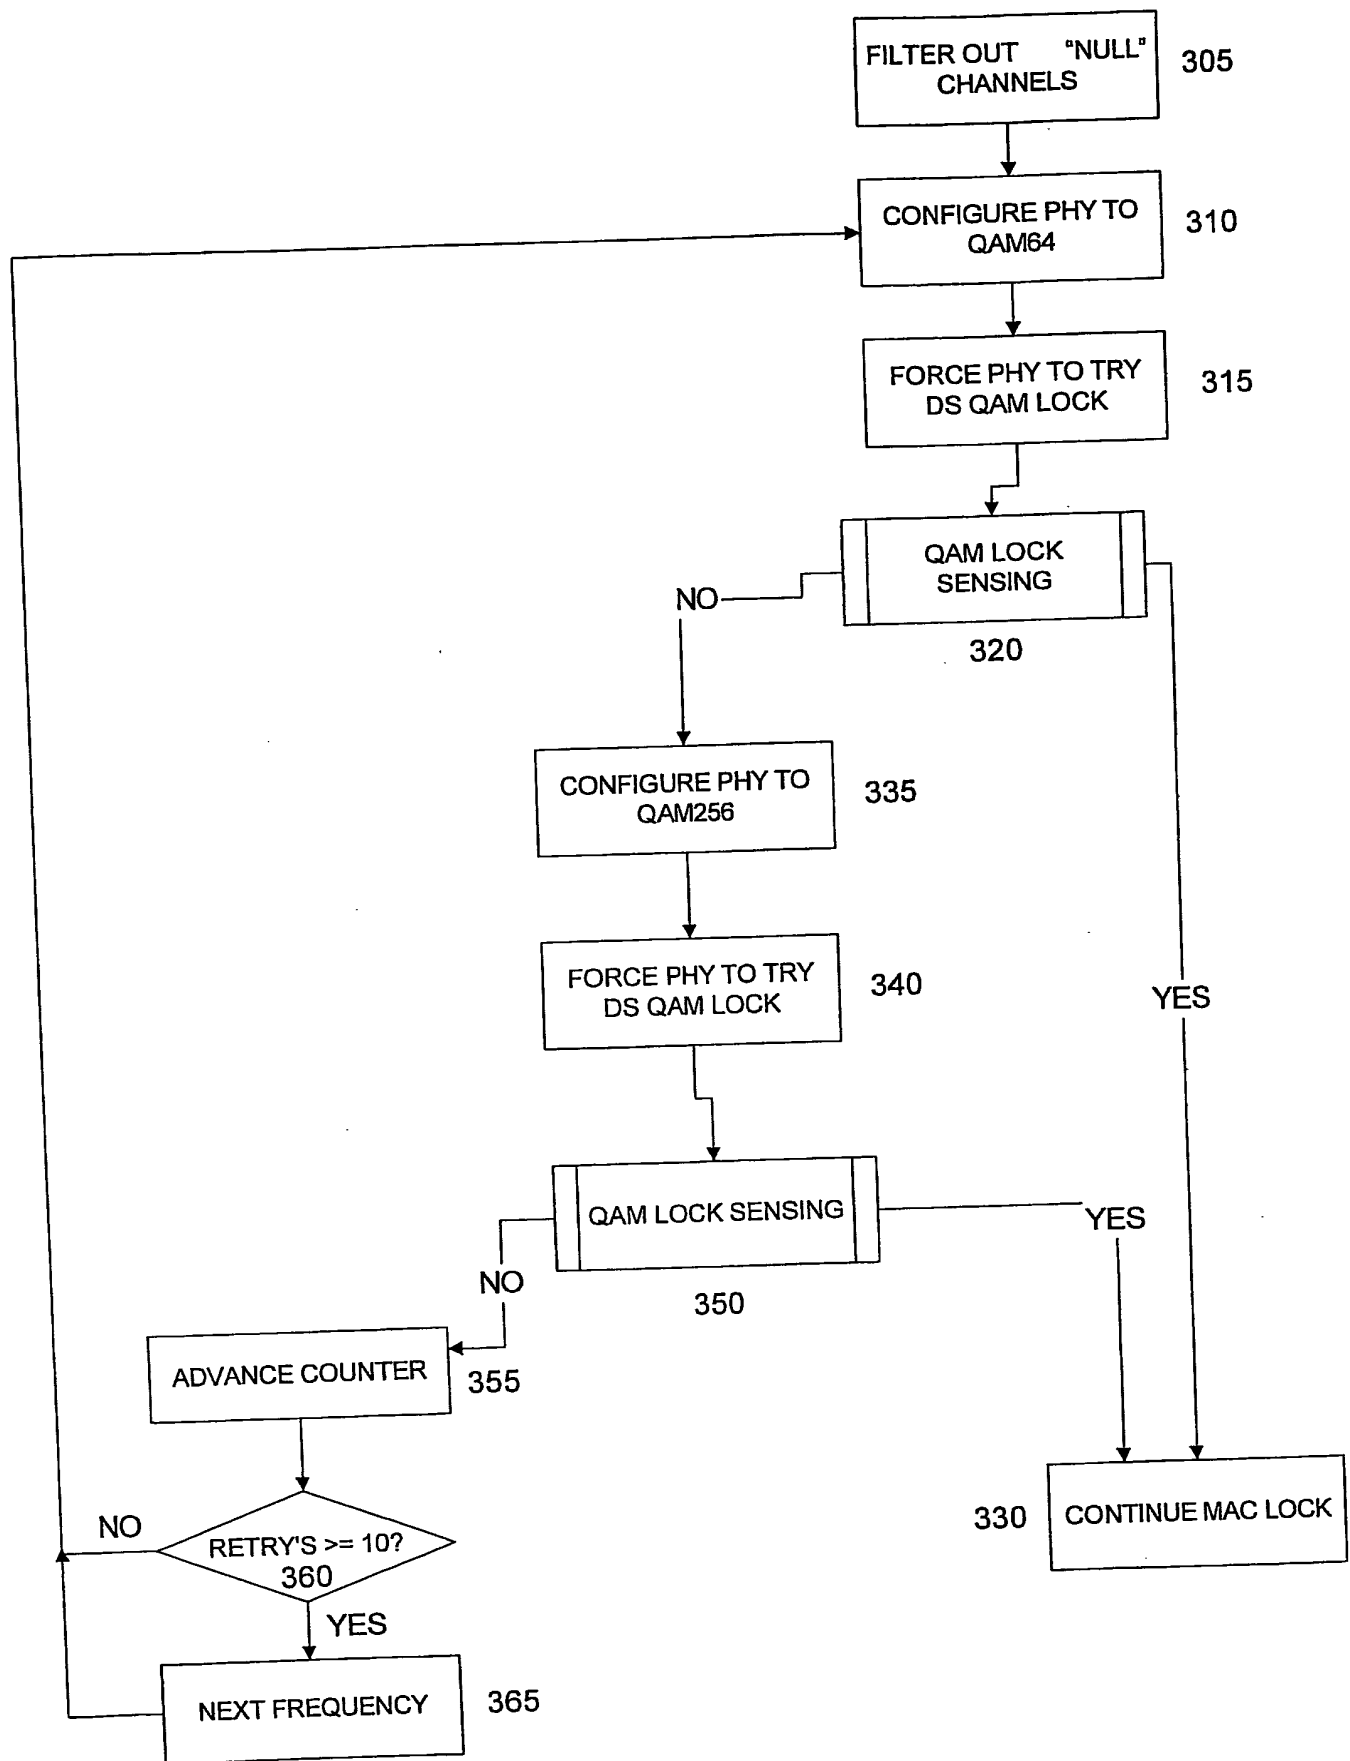 FILTER OUT "NULL"
CHANNELS
305
CONFIGURE PHY TO
QAM64
310
FORCE PHY TO TRY
DS QAM LOCK
315
QAM LOCK
SENSING
320
NO
CONFIGURE PHY TO
QAM256
335
FORCE PHY TO TRY
DS QAM LOCK
340
YES
QAM LOCK SENSING
350
YES
NO
ADVANCE COUNTER
355
RETRY'S >= 10?
360
NO
YES
330
CONTINUE MAC LOCK
NEXT FREQUENCY
365